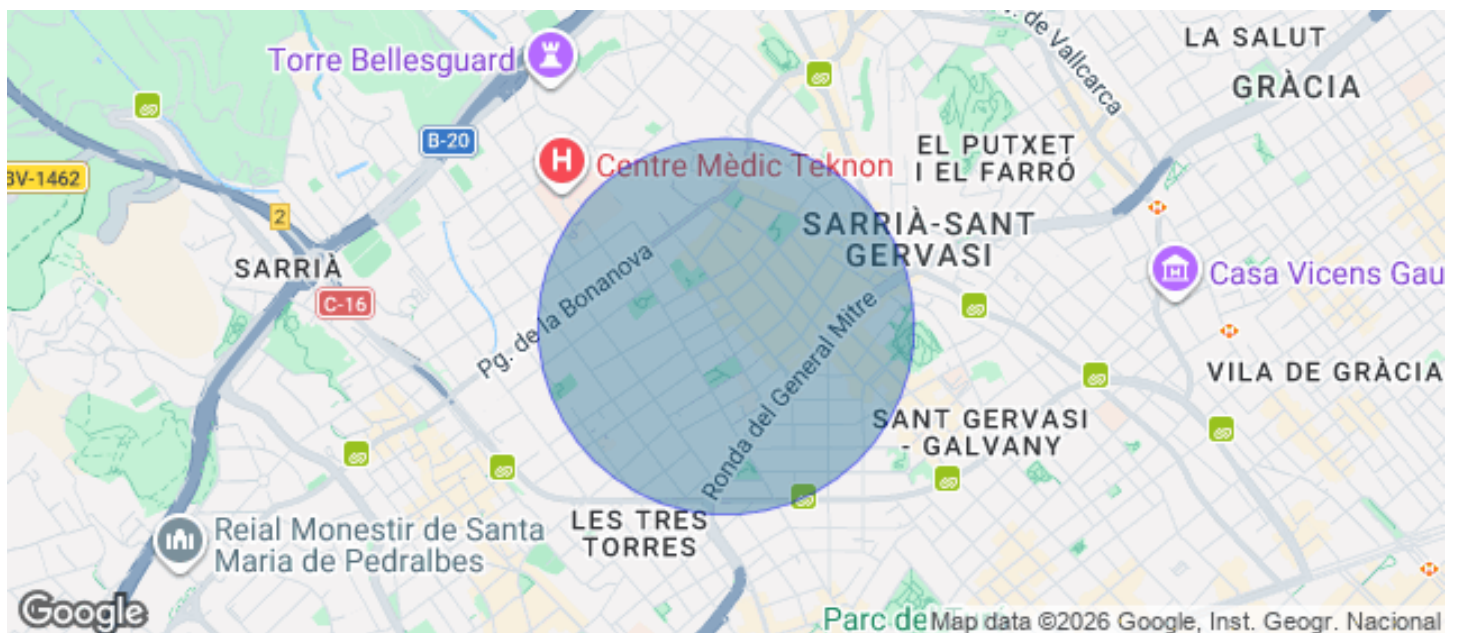 LA SALUT
GRÀCIA
Torre Bellesguard
de Vallcarca
B-20
EL PUTXET
I EL FARRÓ
H
Centre Mèdic Teknon
BV-1462
2
SARRIÀ-SANT
GERVASI
SARRIÀ
Casa Vicens Gau
C-16
Pg. de la Bonanova
Ronda del General Mitre
VILA DE GRÀCIA
SANT GERVASI
- GALVANY
LES TRES
TORRES
Reial Monestir de Santa
Maria de Pedralbes
Google
Parc de
Map data ©2026 Google, Inst. Geogr. Nacional